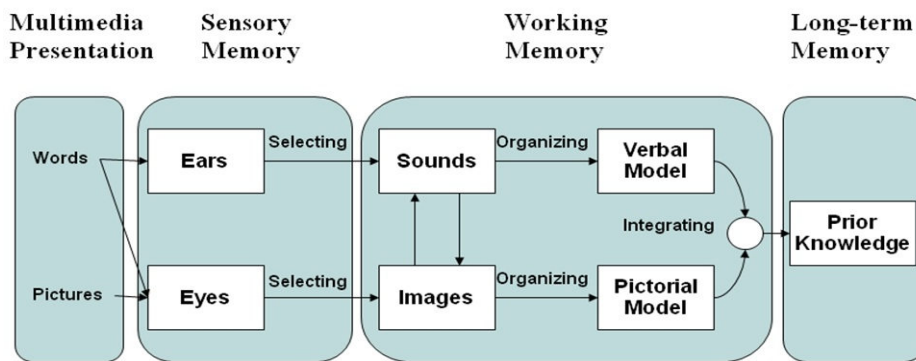 Multimedia Presentation
Sensory Memory
Working Memory
Long-term Memory
Words
Ears
Selecting
Sounds
Organizing
Verbal
Model
Integrating
Prior
Knowledge
Pictures
Eyes
Selecting
Images
Organizing
Pictorial
Model